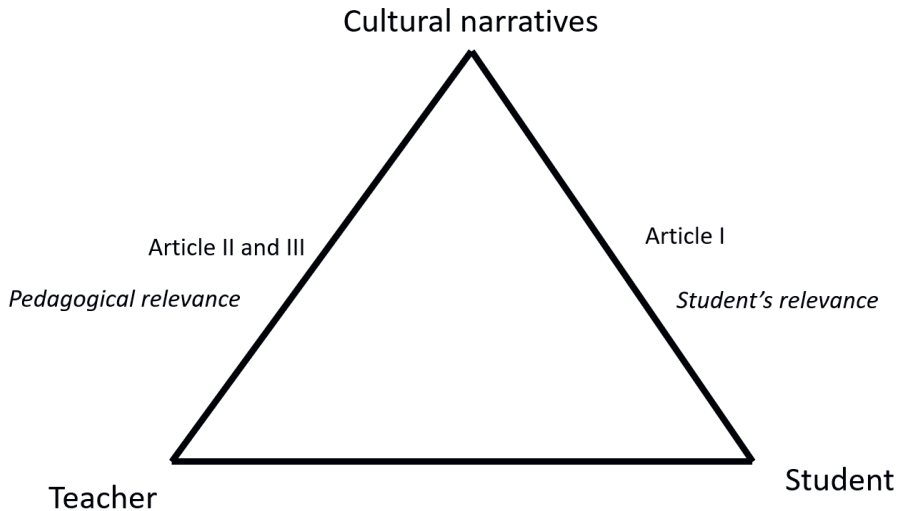 Cultural narratives
Article I
Article II and III
Pedagogical relevance
Student’s relevance
Student
Teacher